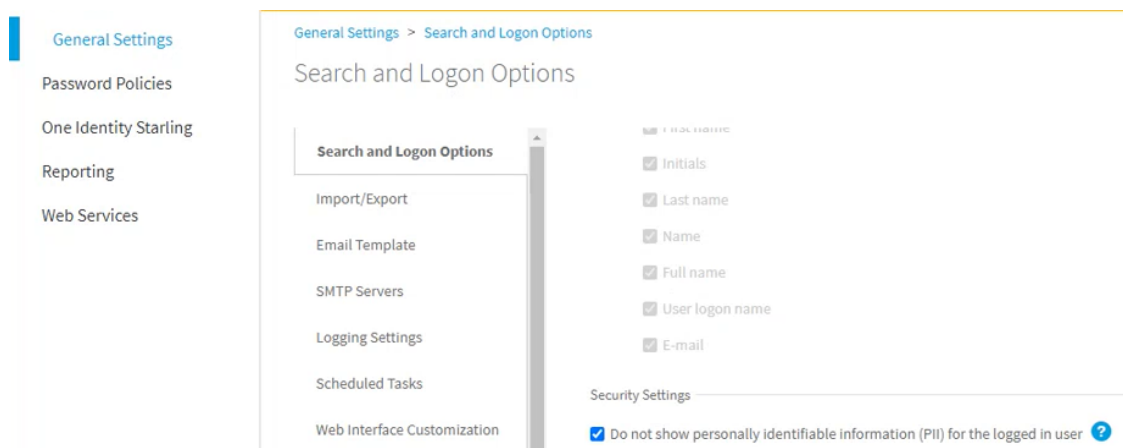 General Settings
Password Policies
One Identity Starling
Reporting
Web Services
General Settings > Search and Logon Options
Search and Logon Options
Search and Logon Options
Import/Export
Email Template
SMTP Servers
Logging Settings
Scheduled Tasks
Web Interface Customization
First name
Initials
Last name
Name
Full name
User logon name
E-mail
Security Settings
Do not show personally identifiable information (PII) for the logged in user ?